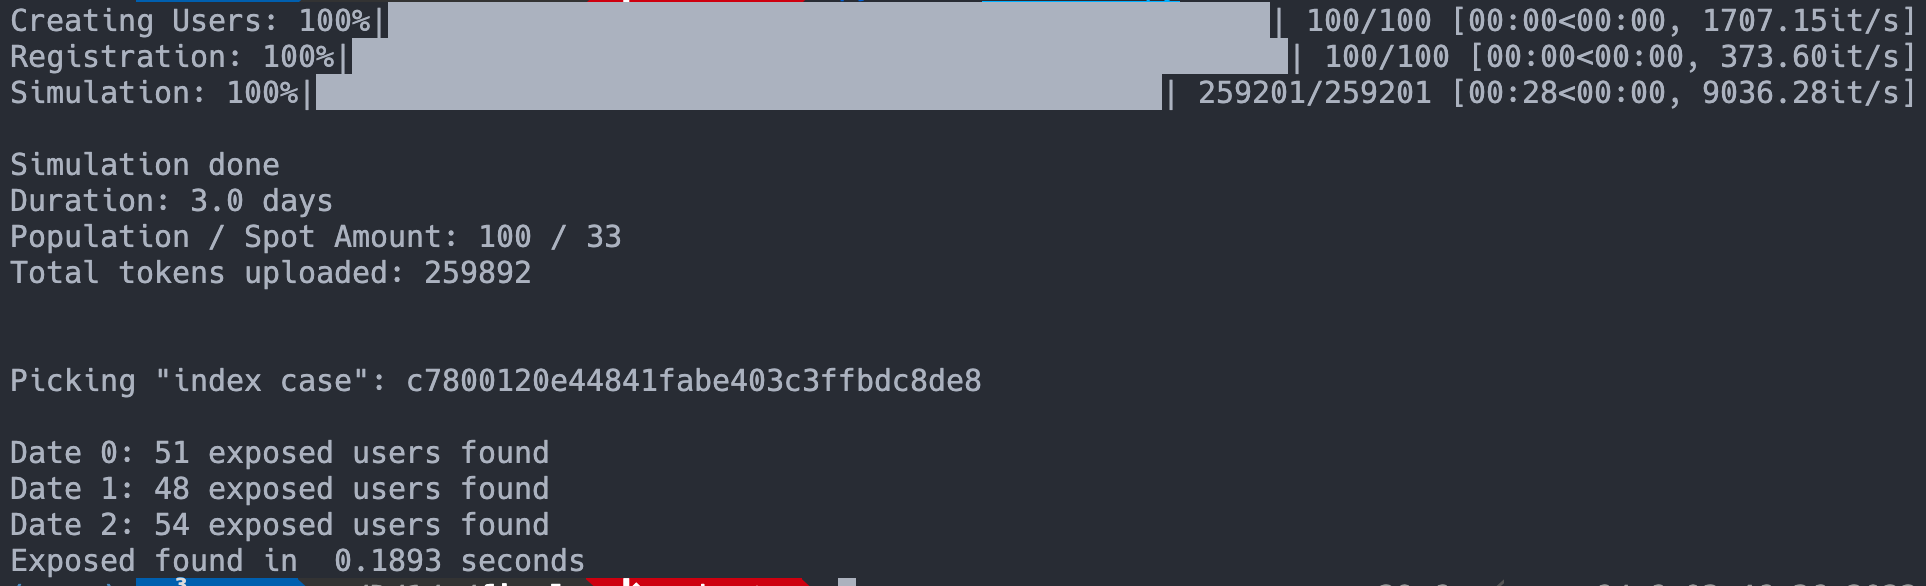 Creating Users: 100%| | 100/100 [00:00<00:00, 1707.15it/s]
Registration: 100%| | 100/100 [00:00<00:00, 373.60it/s]
Simulation: 100%| | 259201/259201 [00:28<00:00, 9036.28it/s]
Simulation done
Duration: 3.0 days
Population / Spot Amount: 100 / 33
Total tokens uploaded: 259892
Picking "index case": c7800120e44841fabe403c3ffbdc8de8
Date 0: 51 exposed users found
Date 1: 48 exposed users found
Date 2: 54 exposed users found
Exposed found in  0.1893 seconds